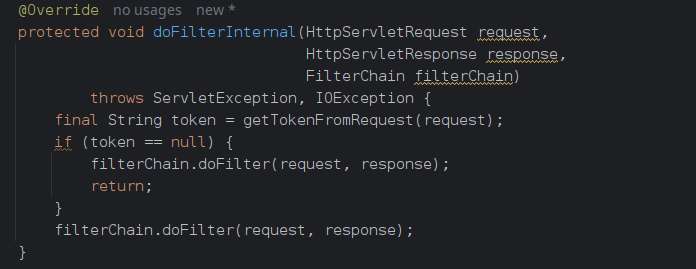 @Override no usages new *
protected void doFilterInternal(HttpServletRequest request,
HttpServletResponse response,
FilterChain filterChain)
throws ServletException, IOException {
final String token = getTokenFromRequest(request);
if (token == null) {
filterChain.doFilter(request, response);
return;
}
filterChain.doFilter(request, response);
}